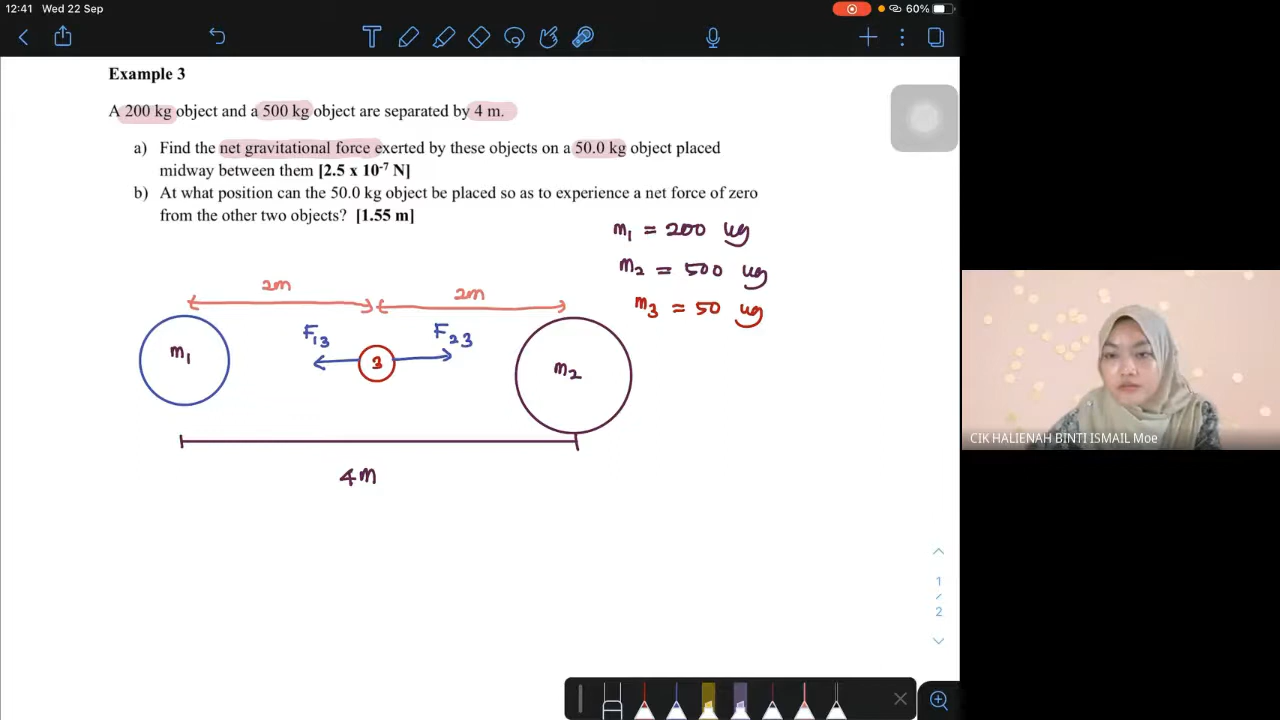 12:41 Wed 22 Sep
60%
T
Example 3
A 200 kg object and a 500 kg object are separated by 4 m.
a) Find the net gravitational force exerted by these objects on a 50.0 kg object placed
midway between them [2.5 x 10⁻⁷ N]
b) At what position can the 50.0 kg object be placed so as to experience a net force of zero
from the other two objects? [1.55 m]
m₁ = 200 kg
m₂ = 500 kg
m₃ = 50 kg
2m
2m
F₁₃
F₂₃
m₁
3
m₂
4m
CIK HALIENAH BINTI ISMAIL Moe
1
/
2